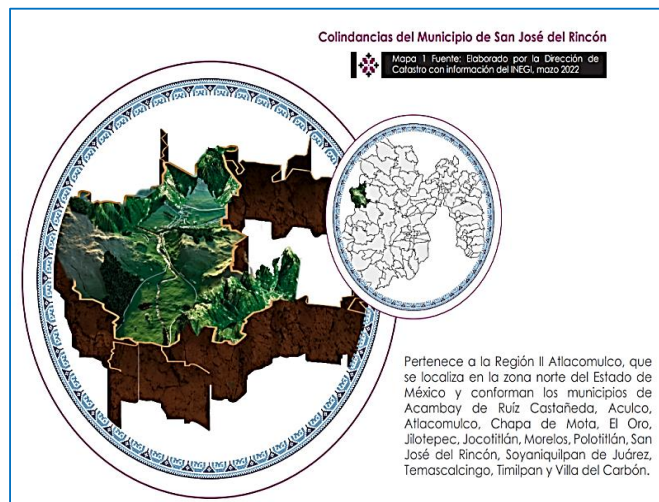 Colindancias del Municipio de San José del Rincón
Mapa 1 Fuente: Elaborado por la Dirección de
Catastro con información del INEGI, mazo 2022
Pertenece a la Región II Atlacomulco, que
se localiza en la zona norte del Estado de
México y conforman los municipios de
Acambay de Ruíz Castañeda, Aculco,
Atlacomulco, Chapa de Mota, El Oro,
Jilotepec, Jocotitlán, Morelos, Polotitlán, San
José del Rincón, Soyaniquilpan de Juárez,
Temascalcingo, Timilpan y Villa del Carbón.